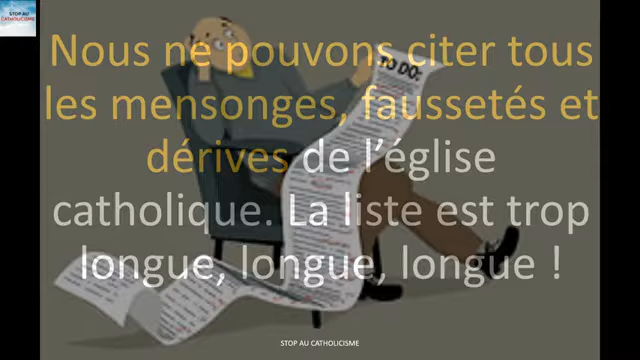 STOP AU
CATHOLICISME
TO DO:
Nous ne pouvons citer tous
les mensonges, faussetés et
dérives de l’église
catholique. La liste est trop
longue, longue, longue !
STOP AU CATHOLICISME